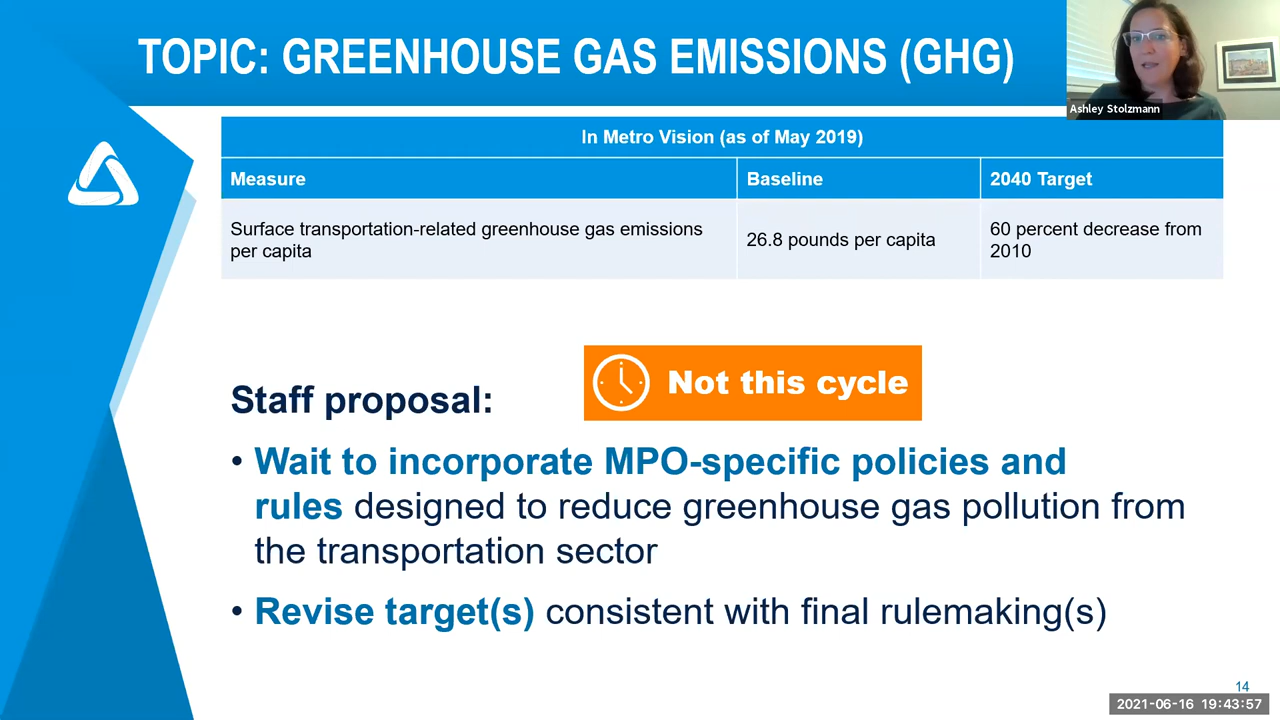 TOPIC: GREENHOUSE GAS EMISSIONS (GHG)
Ashley Stolzmann
In Metro Vision (as of May 2019)
Measure
Baseline
2040 Target
Surface transportation-related greenhouse gas emissions
per capita
26.8 pounds per capita
60 percent decrease from
2010
Not this cycle
Staff proposal:
• Wait to incorporate MPO-specific policies and
rules designed to reduce greenhouse gas pollution from
the transportation sector
• Revise target(s) consistent with final rulemaking(s)
14
2021-06-16 19:43:57